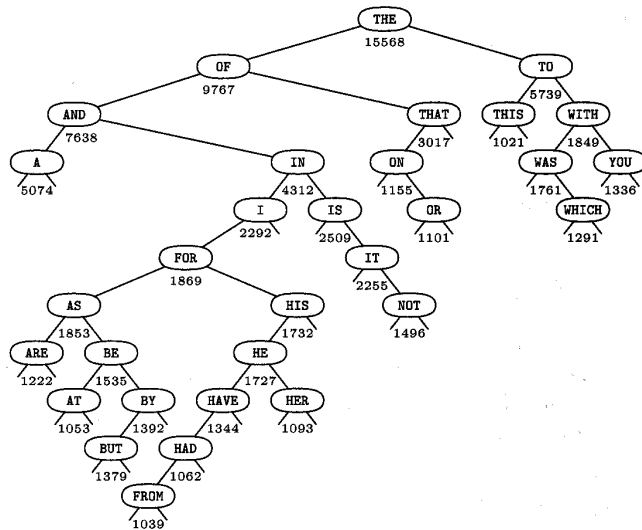 THE
15568
OF TO
9767 5739
AND THAT THIS WITH
7638 3017 1021 1849
A IN ON WAS YOU
5074 4312 1155 1761 1336
I IS OR WHICH
2292 2509 1101 1291
FOR IT
1869 2255
AS HIS NOT
1853 1732 1496
ARE BE HE
1222 1535 1727
AT BY HAVE HER
1053 1392 1344 1093
BUT HAD
1379 1062
FROM
1039